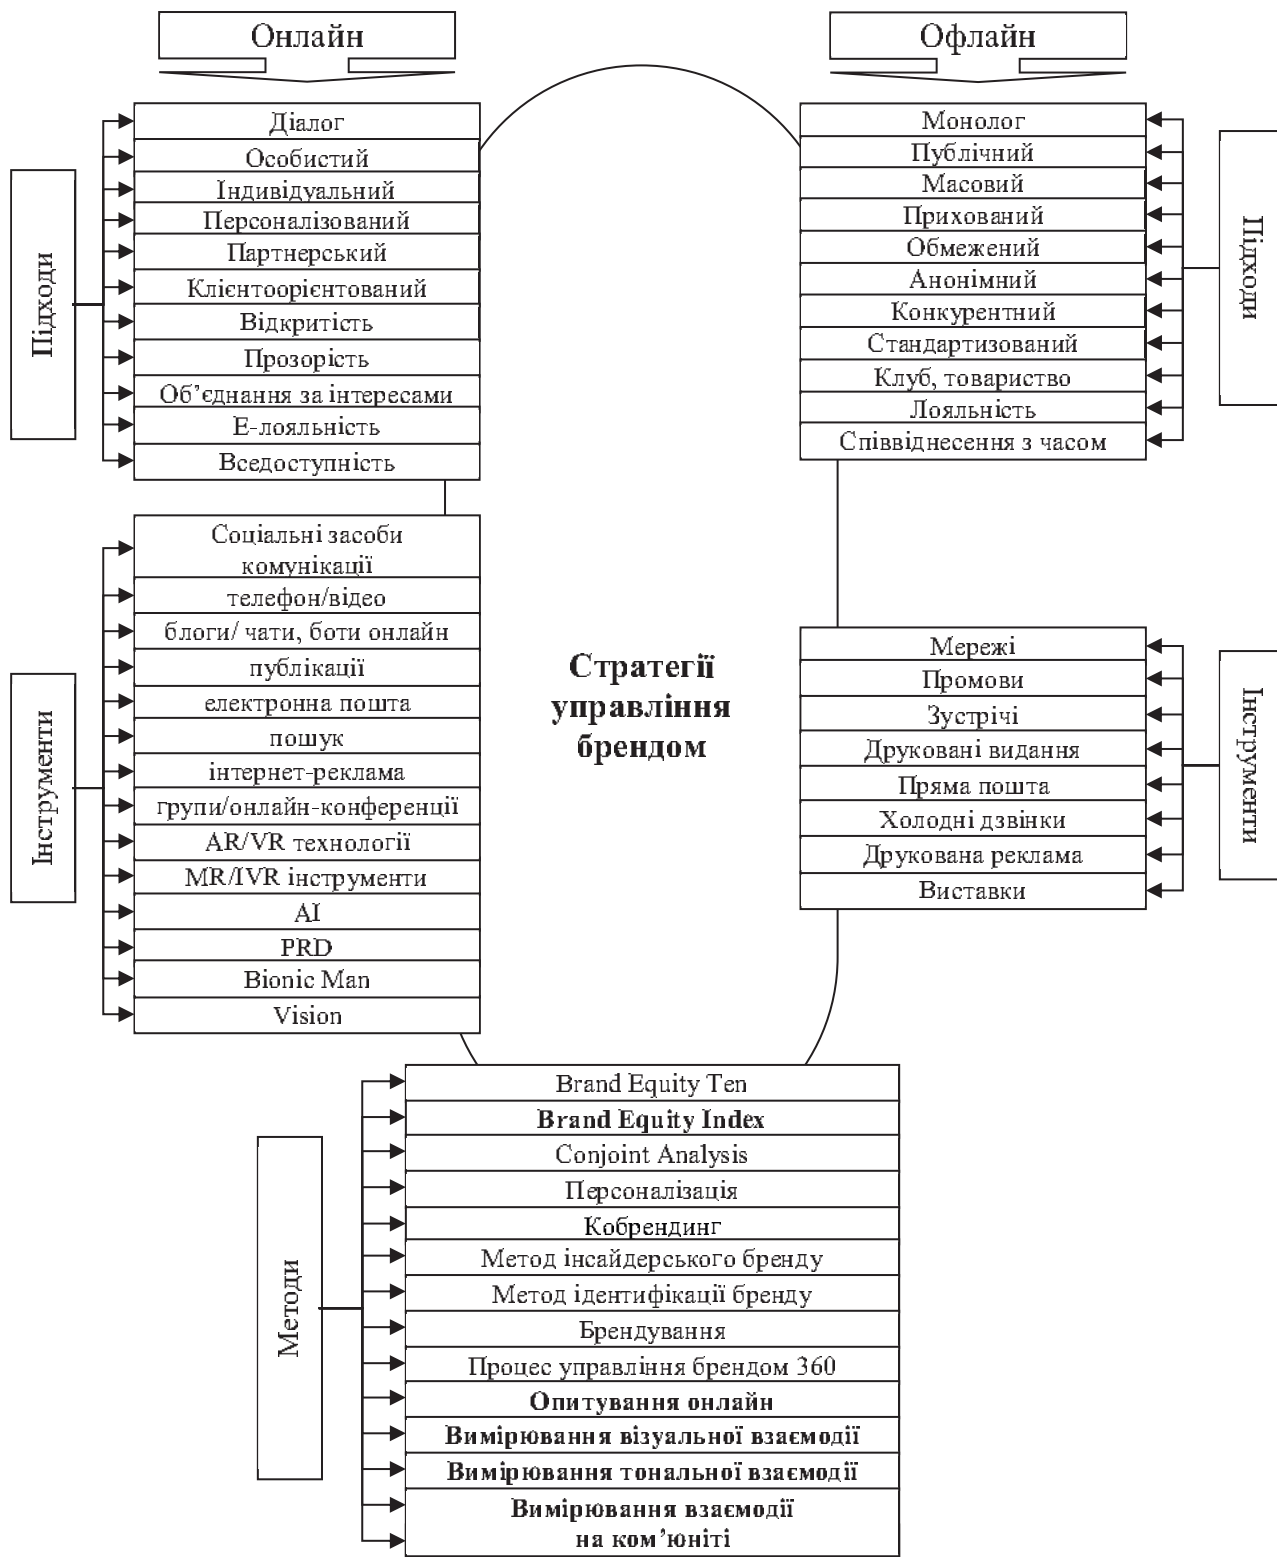 Онлайн
Офлайн
Підходи
Діалог
Особистий
Індивідуальний
Персоналізований
Партнерський
Клієнтоорієнтований
Відкритість
Прозорість
Об’єднання за інтересами
Е-лояльність
Вседоступність
Монолог
Публічний
Масовий
Прихований
Обмежений
Анонімний
Конкурентний
Стандартизований
Клуб, товариство
Лояльність
Співвіднесення з часом
Підходи
Інструменти
Соціальні засоби
комунікації
телефон/відео
блоги/ чати, боти онлайн
публікації
електронна пошта
пошук
інтернет-реклама
групи/онлайн-конференції
AR/VR технології
MR/IVR інструменти
AI
PRD
Bionic Man
Vision
Стратегії
управління
брендом
Мережі
Промови
Зустрічі
Друковані видання
Пряма пошта
Холодні дзвінки
Друкована реклама
Виставки
Інструменти
Методи
Brand Equity Ten
Brand Equity Index
Conjoint Analysis
Персоналізація
Кобрендинг
Метод інсайдерського бренду
Метод ідентифікації бренду
Брендування
Процес управління брендом 360
Опитування онлайн
Вимірювання візуальної взаємодії
Вимірювання тональної взаємодії
Вимірювання взаємодії
на ком’юніті